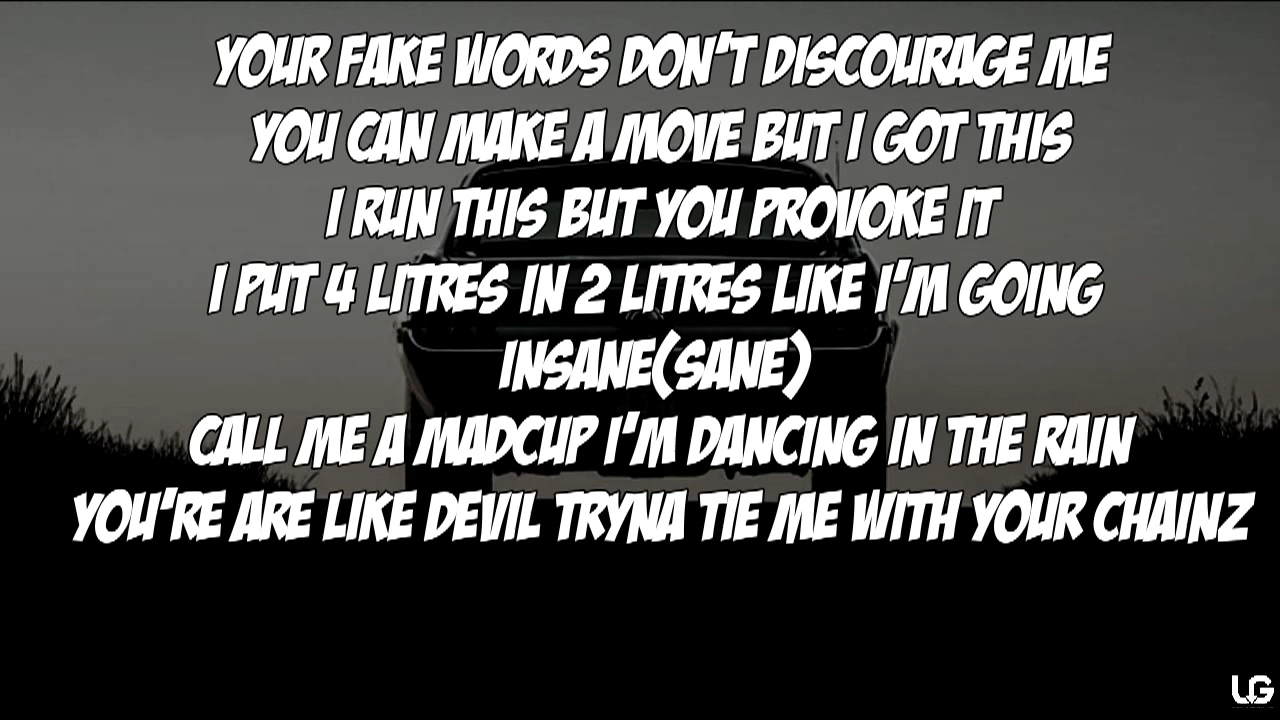 YOUR FAKE WORDS DON'T DISCOURAGE ME
YOU CAN MAKE A MOVE BUT I GOT THIS
I RUN THIS BUT YOU PROVOKE IT
I PUT 4 LITRES IN 2 LITRES LIKE I'M GOING
INSANE(SANE)
CALL ME A MADCUP I'M DANCING IN THE RAIN
YOU'RE ARE LIKE DEVIL TRYNA TIE ME WITH YOUR CHAINZ
UG